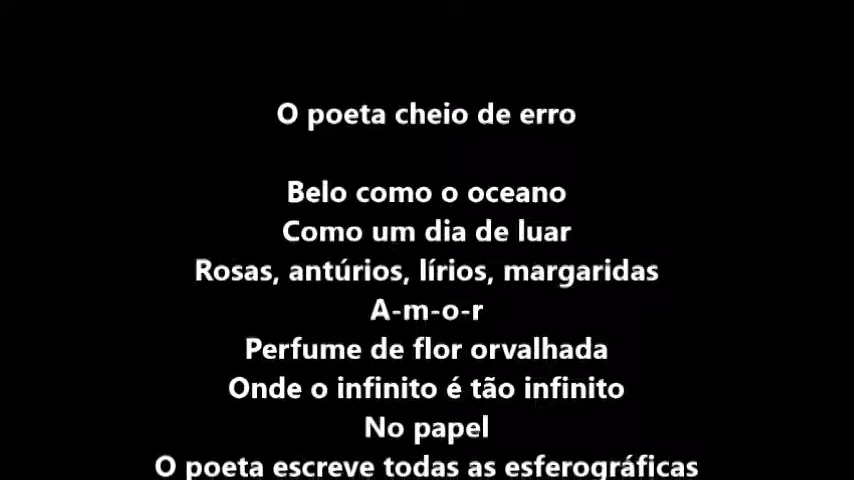 O poeta cheio de erro
Belo como o oceano
Como um dia de luar
Rosas, antúrios, lírios, margaridas
A-m-o-r
Perfume de flor orvalhada
Onde o infinito é tão infinito
No papel
O poeta escreve todas as esferográficas